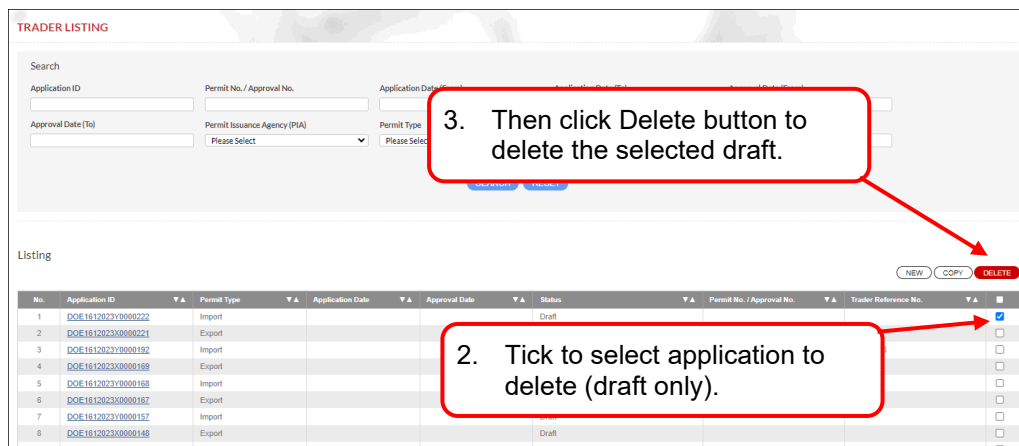 TRADER LISTING
Search
Application ID Permit No. / Approval No.
Approval Date (To) Permit Issuance Agency (PIA) Permit Type
Please Select Please Selec
3. Then click Delete button to
delete the selected draft.
Listing
NEW COPY DELETE
No. Application ID ▼▲ Permit Type ▼▲ Application Date ▼▲ Approval Date ▼▲ Status ▼▲ Permit No. / Approval No. ▼▲ Trader Reference No. ▼▲
1 DOE1612023Y0000222 Import Draft
2 DOE1612023X0000221 Export
3 DOE1612023Y0000192 Import
4 DOE1612023X0000169 Export
5 DOE1612023Y0000168 Import
6 DOE1612023X0000167 Export
7 DOE1612023Y0000157 Import
8 DOE1612023X0000148 Export Draft
2. Tick to select application to
delete (draft only).